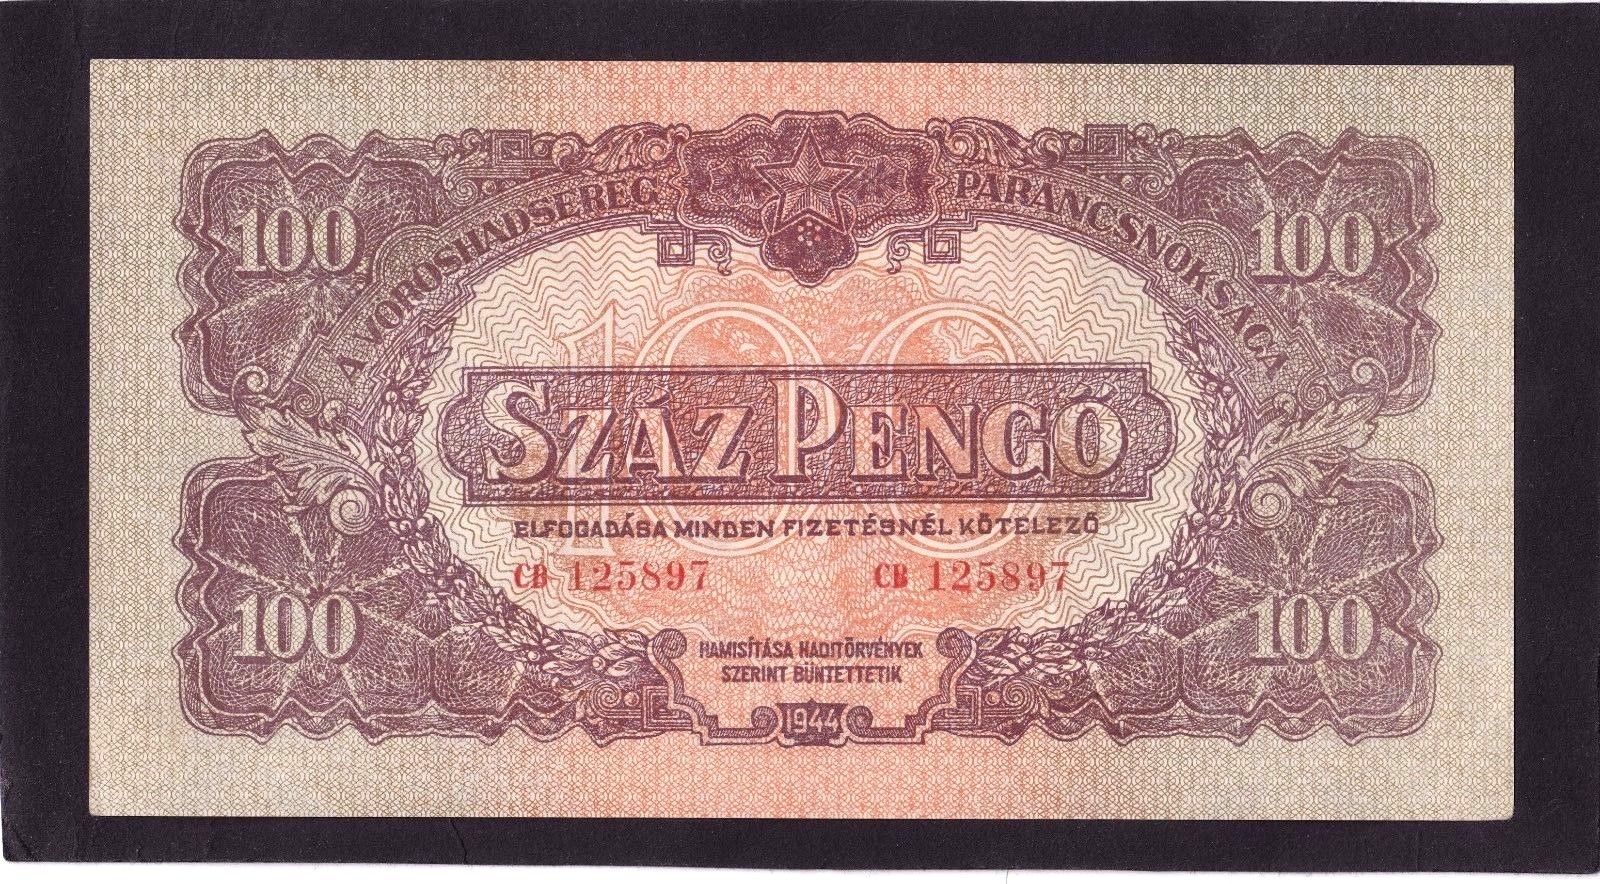 A VÖRÖSHADSEREG PARANCSNOKSÁGA
100 100
100
SZÁZ PENGŐ
ELFOGADÁSA MINDEN FIZETÉSNÉL KÖTELEZŐ
CB 125897 CB 125897
100 100
HAMISÍTÁSA HADITÖRVÉNYEK
SZERINT BÜNTETTETIK
1944